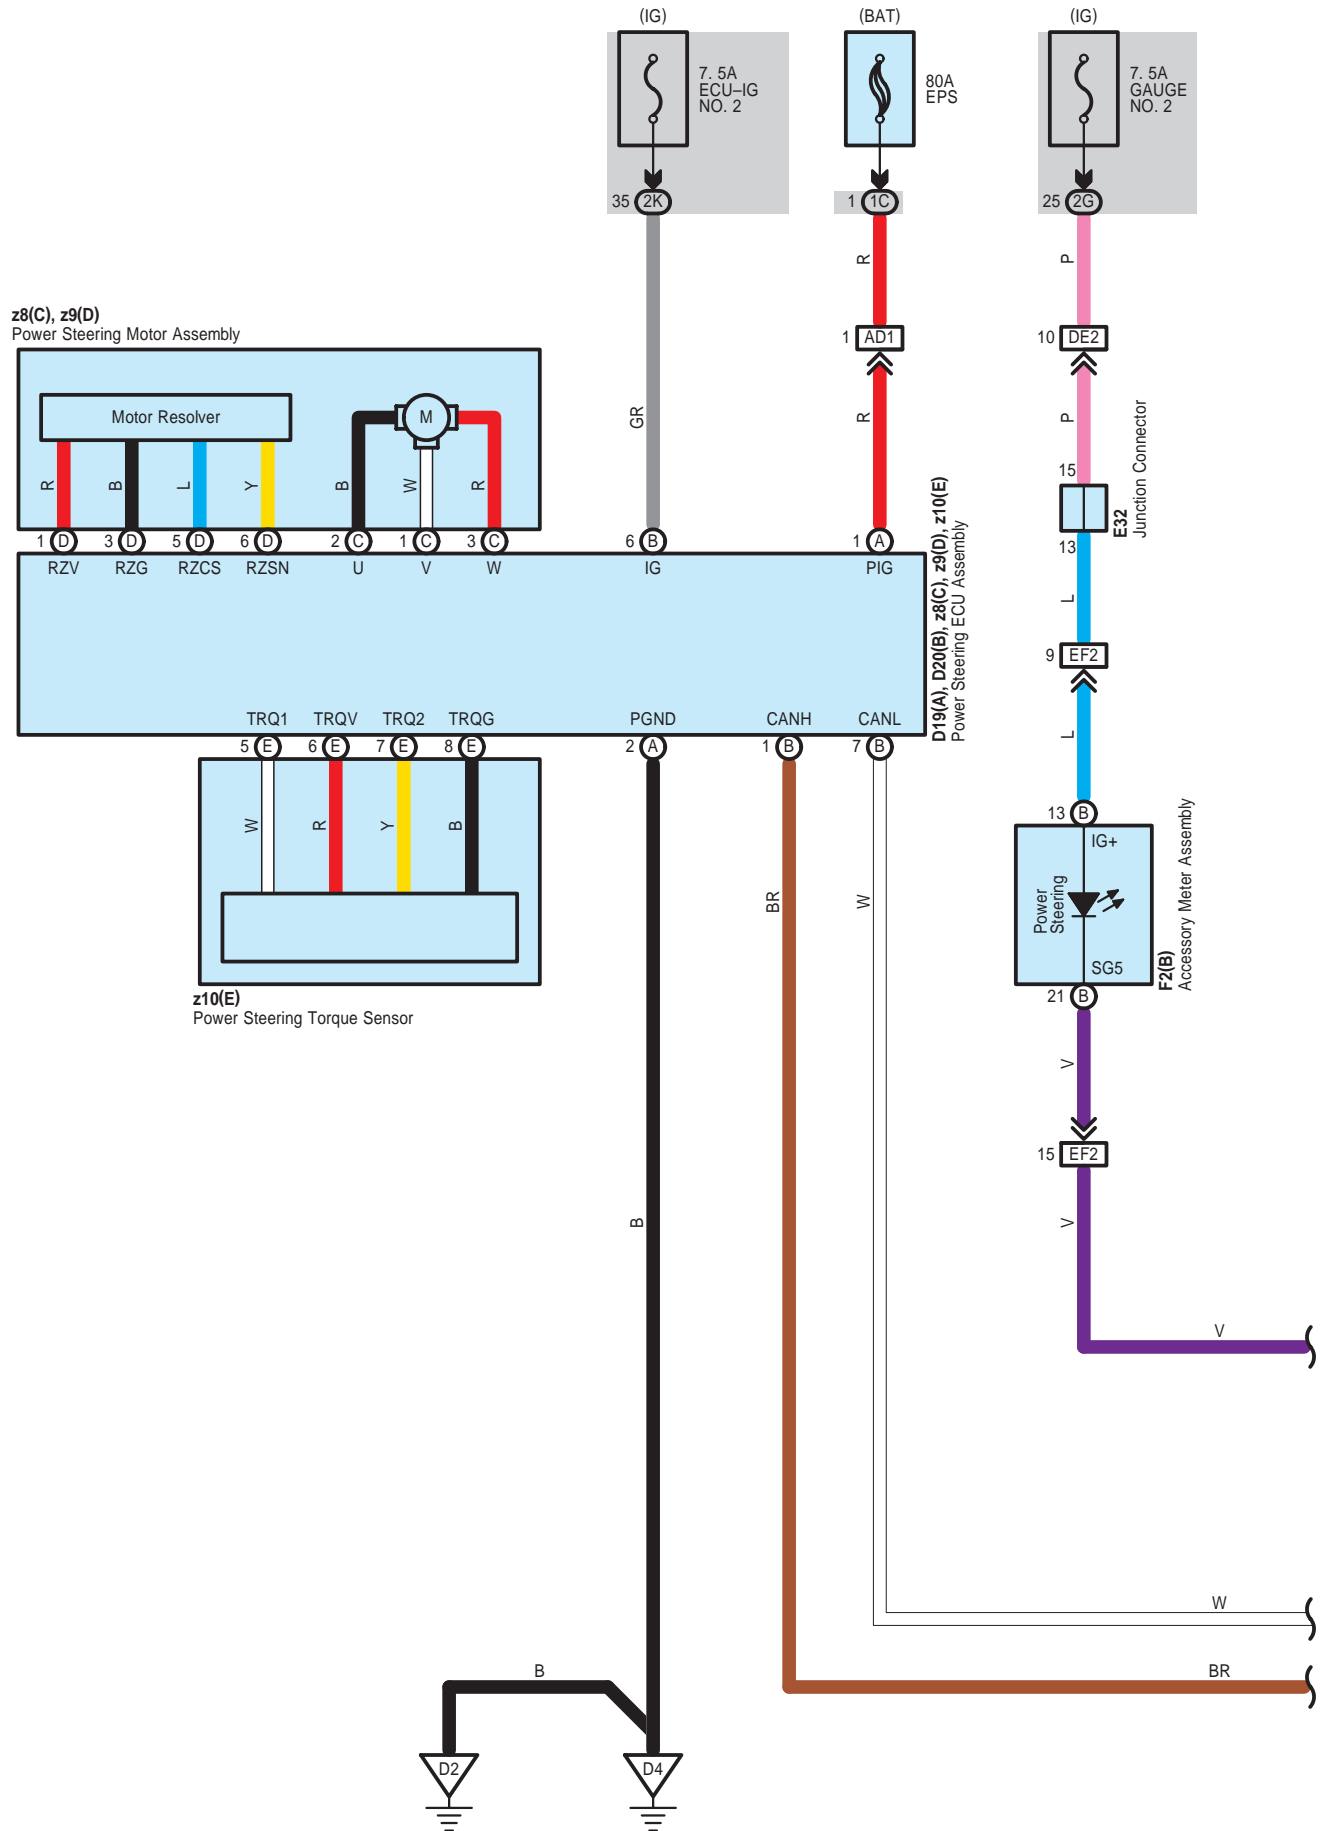 (IG)
(BAT)
(IG)
7. 5A
ECU–IG
NO. 2
80A
EPS
7. 5A
GAUGE
NO. 2
35 2K
1 1C
25 2G
R
P
z8(C), z9(D)
Power Steering Motor Assembly
1 AD1
10 DE2
Motor Resolver
M
GR
R
P
15
E32
Junction Connector
R
B
L
Y
B
W
R
1 D
3 D
5 D
6 D
2 C
1 C
3 C
6 B
1 A
13
RZV
RZG
RZCS
RZSN
U
V
W
IG
PIG
D19(A), D20(B), z8(C), z9(D), z10(E)
Power Steering ECU Assembly
L
9 EF2
TRQ1
TRQV
TRQ2
TRQG
PGND
CANH
CANL
5 E
6 E
7 E
8 E
2 A
1 B
7 B
L
W
R
Y
B
13 B
IG+
Power
Steering
SG5
F2(B)
Accessory Meter Assembly
BR
W
21 B
z10(E)
Power Steering Torque Sensor
V
15 EF2
B
V
V
W
B
BR
D2
D4